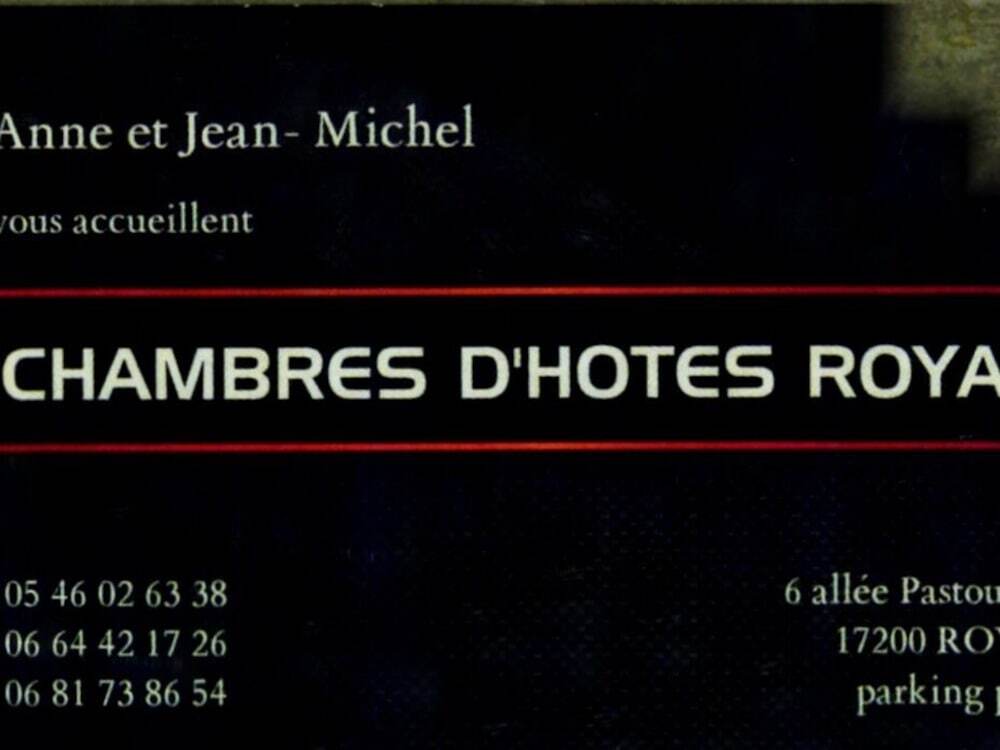 Anne et Jean- Michel
vous accueillent
CHAMBRES D'HOTES ROYA
05 46 02 63 38
06 64 42 17 26
06 81 73 86 54
6 allée Pastou
17200 ROY
parking p